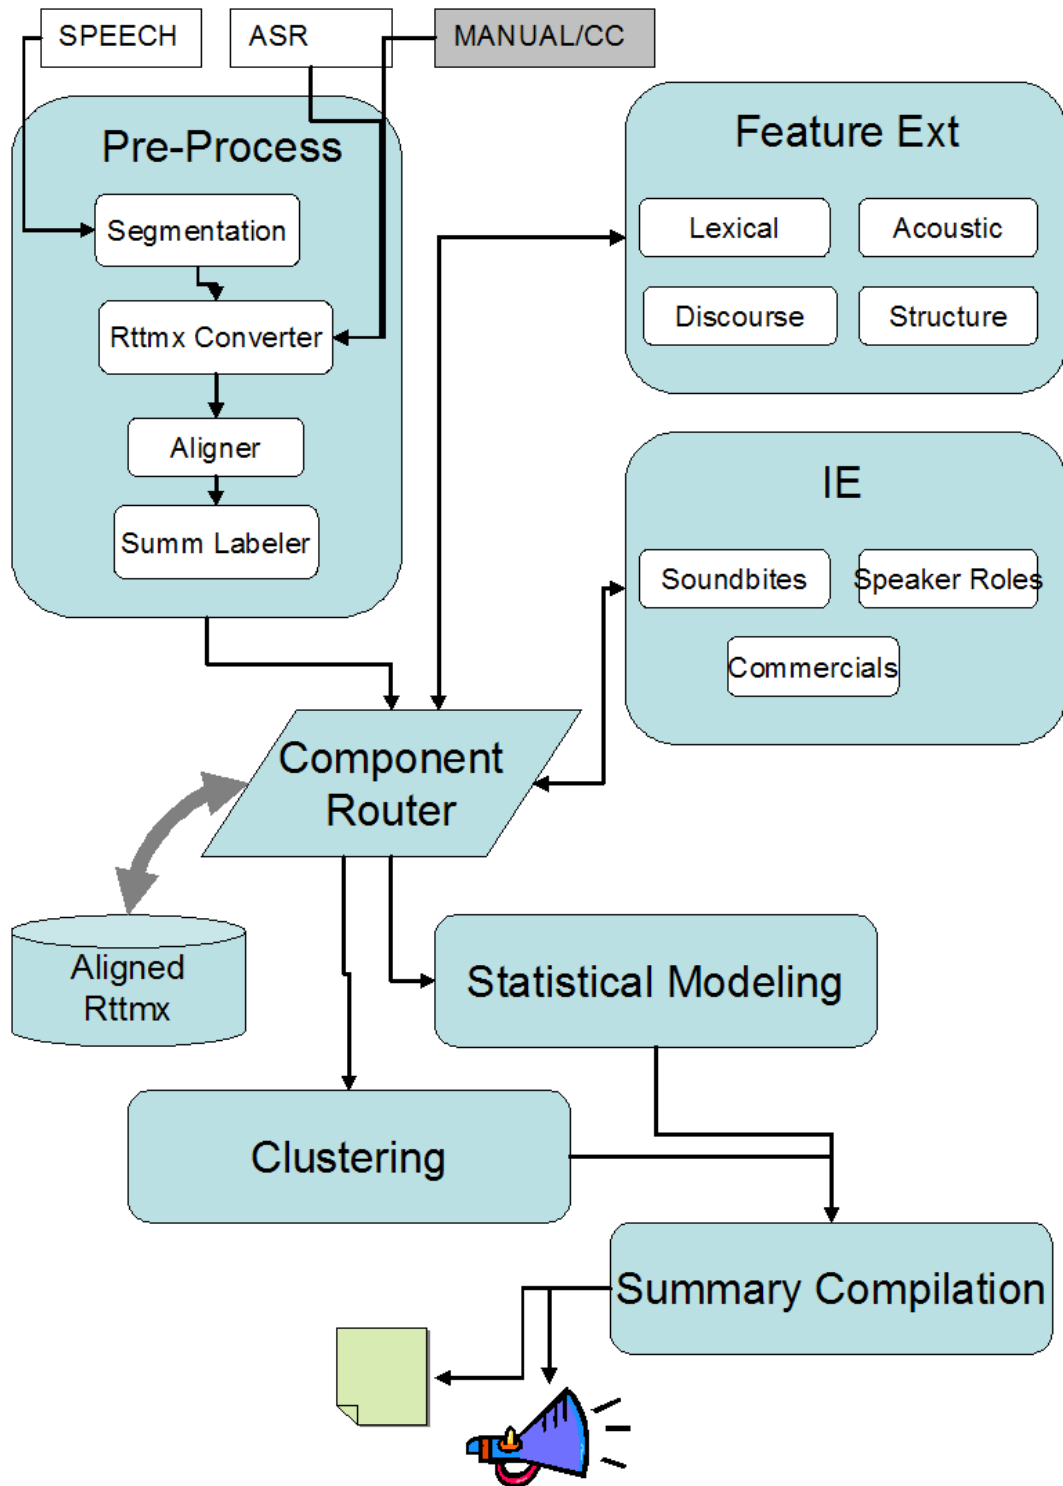 SPEECH
ASR
MANUAL/CC
Pre-Process
Segmentation
Rttmx Converter
Aligner
Summ Labeler
Feature Ext
Lexical
Acoustic
Discourse
Structure
IE
Soundbites
Speaker Roles
Commercials
Component
Router
Aligned
Rttmx
Statistical Modeling
Clustering
Summary Compilation